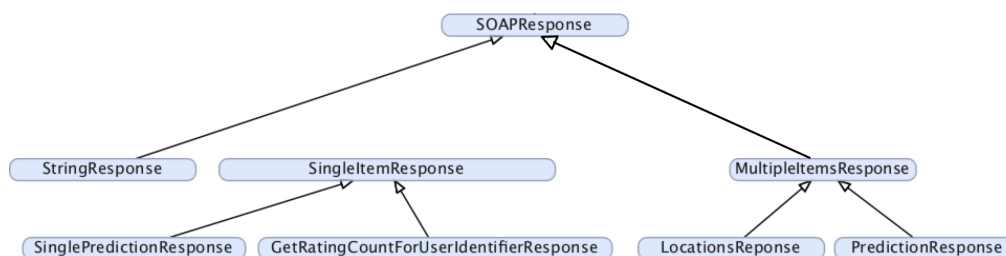 SOAPResponse
StringResponse
SingleItemResponse
MultipleItemsResponse
SinglePredictionResponse
GetRatingCountForUserIdentifierResponse
LocationsReponse
PredictionResponse